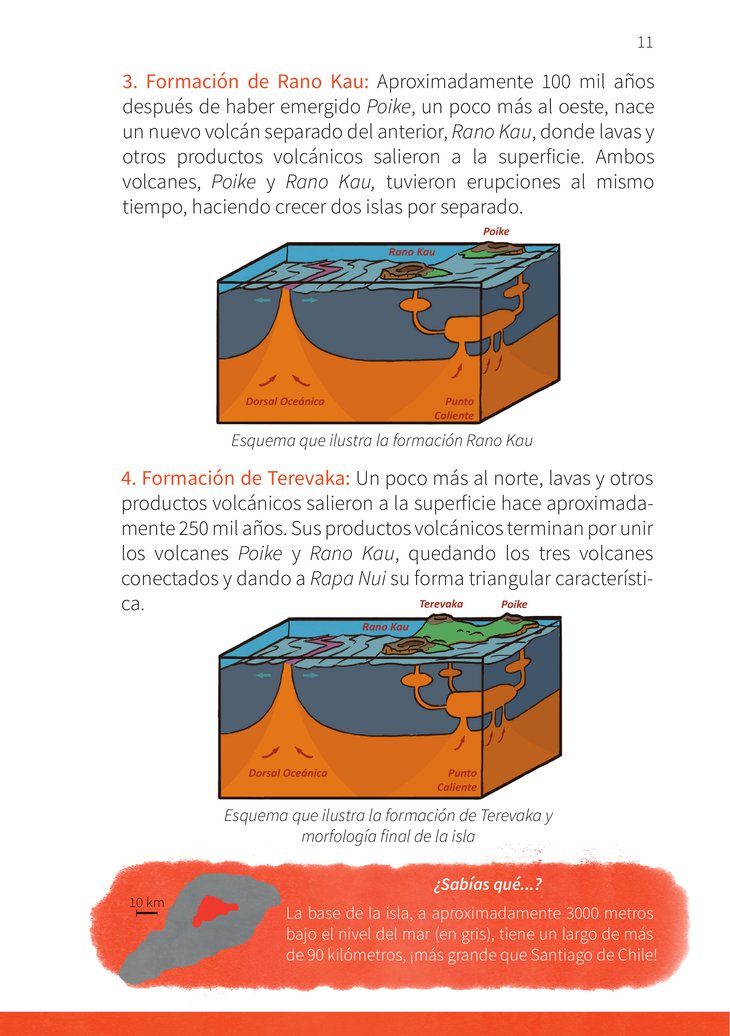 11
3. Formación de Rano Kau: Aproximadamente 100 mil años
después de haber emergido Poike, un poco más al oeste, nace
un nuevo volcán separado del anterior, Rano Kau, donde lavas y
otros productos volcánicos salieron a la superficie. Ambos
volcanes, Poike y Rano Kau, tuvieron erupciones al mismo
tiempo, haciendo crecer dos islas por separado.
Poike
Rano Kau
Dorsal Oceánica
Punto
Caliente
Esquema que ilustra la formación Rano Kau
4. Formación de Terevaka: Un poco más al norte, lavas y otros
productos volcánicos salieron a la superficie hace aproximada-
mente 250 mil años. Sus productos volcánicos terminan por unir
los volcanes Poike y Rano Kau, quedando los tres volcanes
conectados y dando a Rapa Nui su forma triangular característi-
ca.
Terevaka
Poike
Rano Kau
Dorsal Oceánica
Punto
Caliente
Esquema que ilustra la formación de Terevaka y
morfología final de la isla
¿Sabías qué...?
10 km
La base de la isla, a aproximadamente 3000 metros
bajo el nivel del mar (en gris), tiene un largo de más
de 90 kilómetros, ¡más grande que Santiago de Chile!